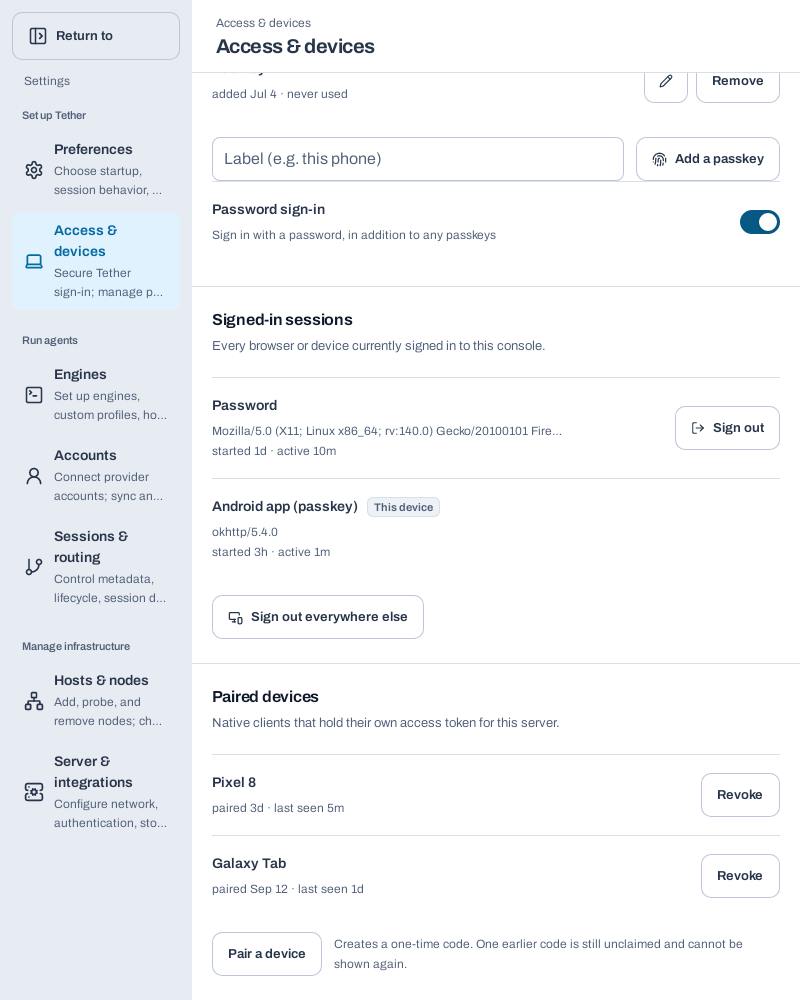 Return to
Settings
Set up Tether
Preferences
Choose startup,
session behavior, ...
Access &
devices
Secure Tether
sign-in; manage p...
Run agents
Engines
Set up engines,
custom profiles, ho...
Accounts
Connect provider
accounts; sync an...
Sessions &
routing
Control metadata,
lifecycle, session d...
Manage infrastructure
Hosts & nodes
Add, probe, and
remove nodes; ch...
Server &
integrations
Configure network,
authentication, sto...
Access & devices
Access & devices
added Jul 4 · never used
Remove
Label (e.g. this phone)
Add a passkey
Password sign-in
Sign in with a password, in addition to any passkeys
Signed-in sessions
Every browser or device currently signed in to this console.
Password
Mozilla/5.0 (X11; Linux x86_64; rv:140.0) Gecko/20100101 Fire...
started 1d · active 10m
Sign out
Android app (passkey) This device
okhttp/5.4.0
started 3h · active 1m
Sign out everywhere else
Paired devices
Native clients that hold their own access token for this server.
Pixel 8
paired 3d · last seen 5m
Revoke
Galaxy Tab
paired Sep 12 · last seen 1d
Revoke
Pair a device
Creates a one-time code. One earlier code is still unclaimed and cannot be
shown again.